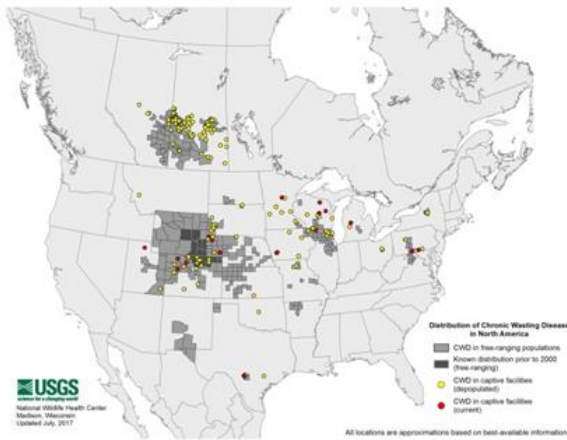 Distribution of Chronic Wasting Disease
in North America
CWD in free-ranging populations
Known distribution prior to 2000
(free-ranging)
CWD in captive facilities
(depopulated)
CWD in captive facilities
(current)
USGS
science for a changing world
National Wildlife Health Center
Madison, Wisconsin
Updated July, 2017
All locations are approximations based on best-available information